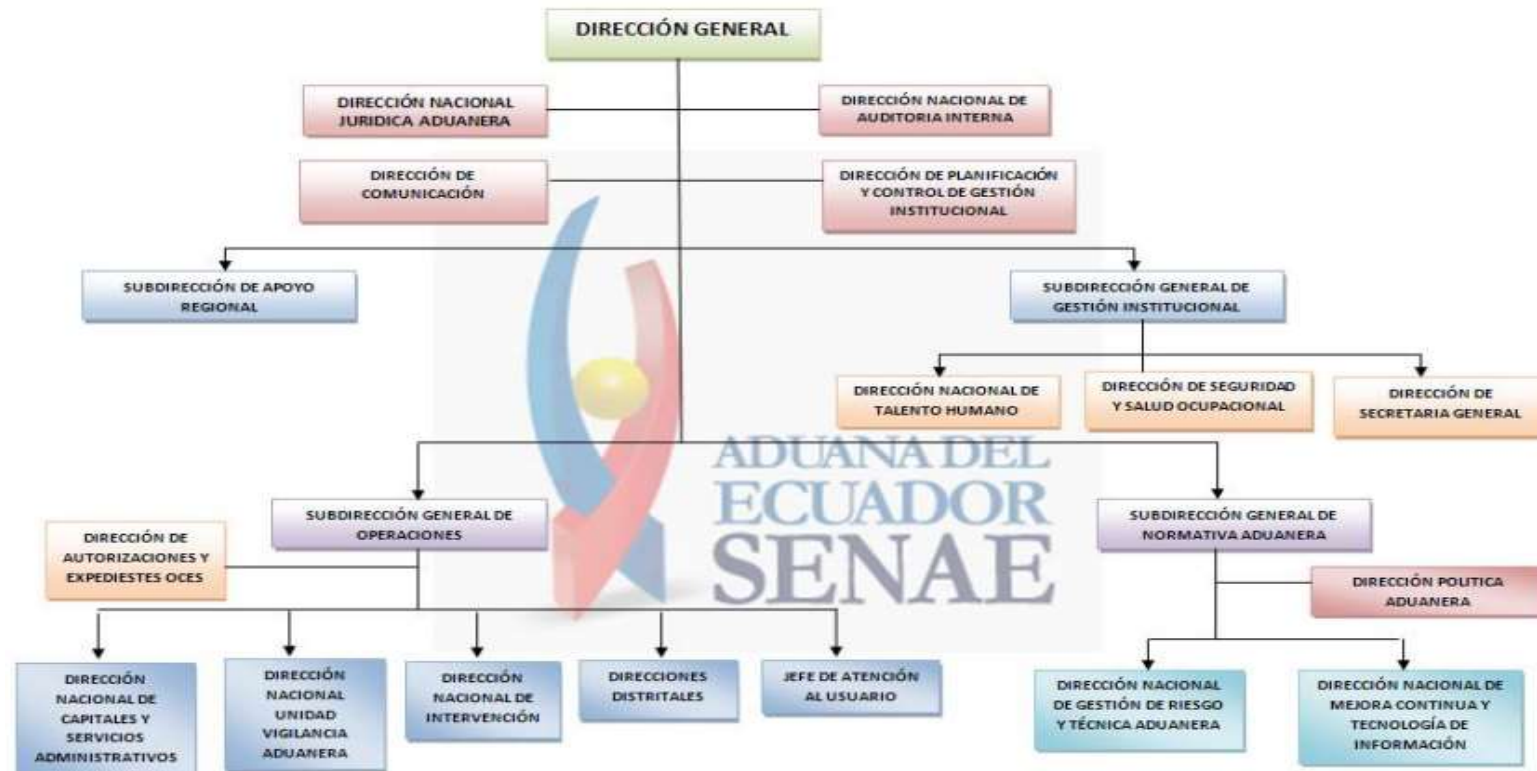 DIRECCIÓN GENERAL
DIRECCIÓN NACIONAL
JURIDICA ADUANERA
DIRECCIÓN NACIONAL DE
AUDITORIA INTERNA
DIRECCIÓN DE
COMUNICACIÓN
DIRECCIÓN DE PLANIFICACIÓN
Y CONTROL DE GESTIÓN
INSTITUCIONAL
SUBDIRECCIÓN DE APOYO
REGIONAL
SUBDIRECCIÓN GENERAL DE
GESTIÓN INSTITUCIONAL
DIRECCIÓN NACIONAL DE
TALENTO HUMANO
DIRECCIÓN DE SEGURIDAD
Y SALUD OCUPACIONAL
DIRECCIÓN DE
SECRETARIA GENERAL
ADUANA DEL
ECUADOR
SENAE
SUBDIRECCIÓN GENERAL DE
OPERACIONES
SUBDIRECCIÓN GENERAL DE
NORMATIVA ADUANERA
DIRECCIÓN DE
AUTORIZACIONES Y
EXPEDIESTES OCES
DIRECCIÓN POLITICA
ADUANERA
DIRECCIÓN
NACIONAL DE
CAPITALES Y
SERVICIOS
ADMINISTRATIVOS
DIRECCIÓN
NACIONAL
UNIDAD
VIGILANCIA
ADUANERA
DIRECCIÓN
NACIONAL DE
INTERVENCIÓN
DIRECCIONES
DISTRITALES
JEFE DE ATENCIÓN
AL USUARIO
DIRECCIÓN NACIONAL
DE GESTIÓN DE RIESGO
Y TÉCNICA ADUANERA
DIRECCIÓN NACIONAL DE
MEJORA CONTINUA Y
TECNOLOGÍA DE
INFORMACIÓN